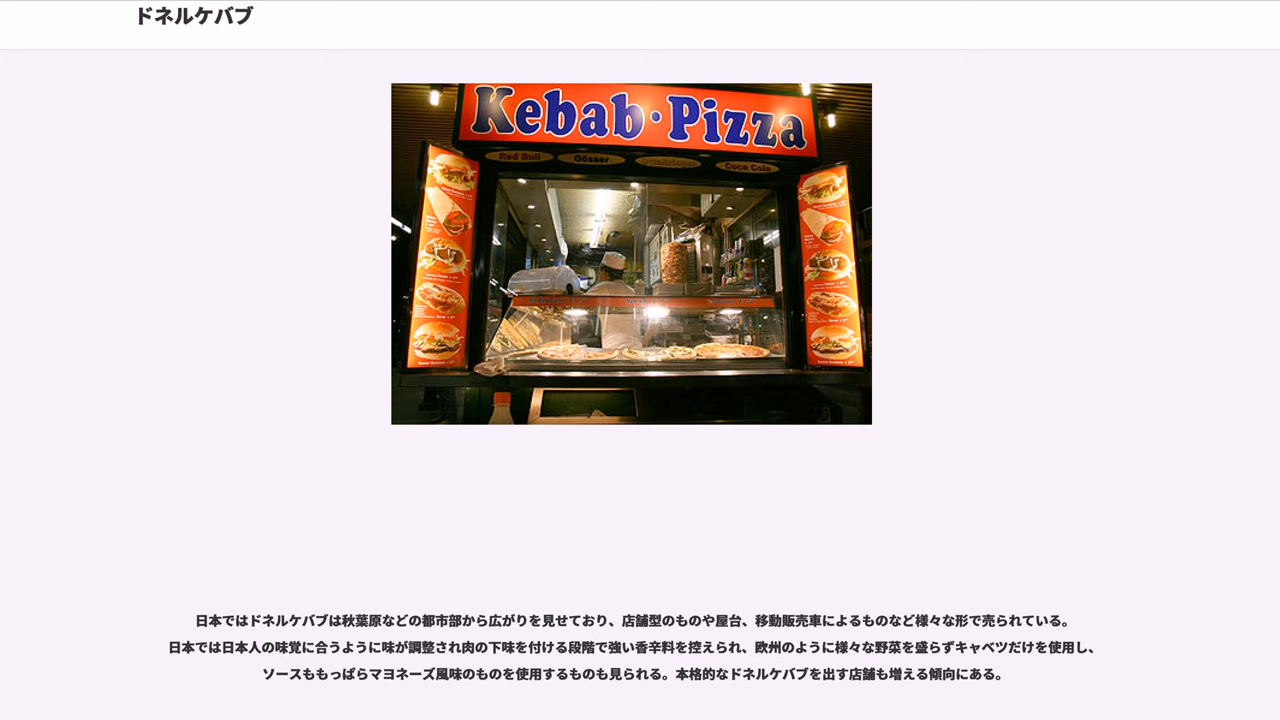 ドネルケバブ
Kebab・Pizza
Red Bull
Gösser
Ottakringer
Coca Cola
日本ではドネルケバブは秋葉原などの都市部から広がりを見せており、店舗型のものや屋台、移動販売車によるものなど様々な形で売られている。
日本では日本人の味覚に合うように味が調整され肉の下味を付ける段階で強い香辛料を控えられ、欧州のように様々な野菜を盛らずキャベツだけを使用し、
ソースももっぱらマヨネーズ風味のものを使用するものも見られる。本格的なドネルケバブを出す店舗も増える傾向にある。